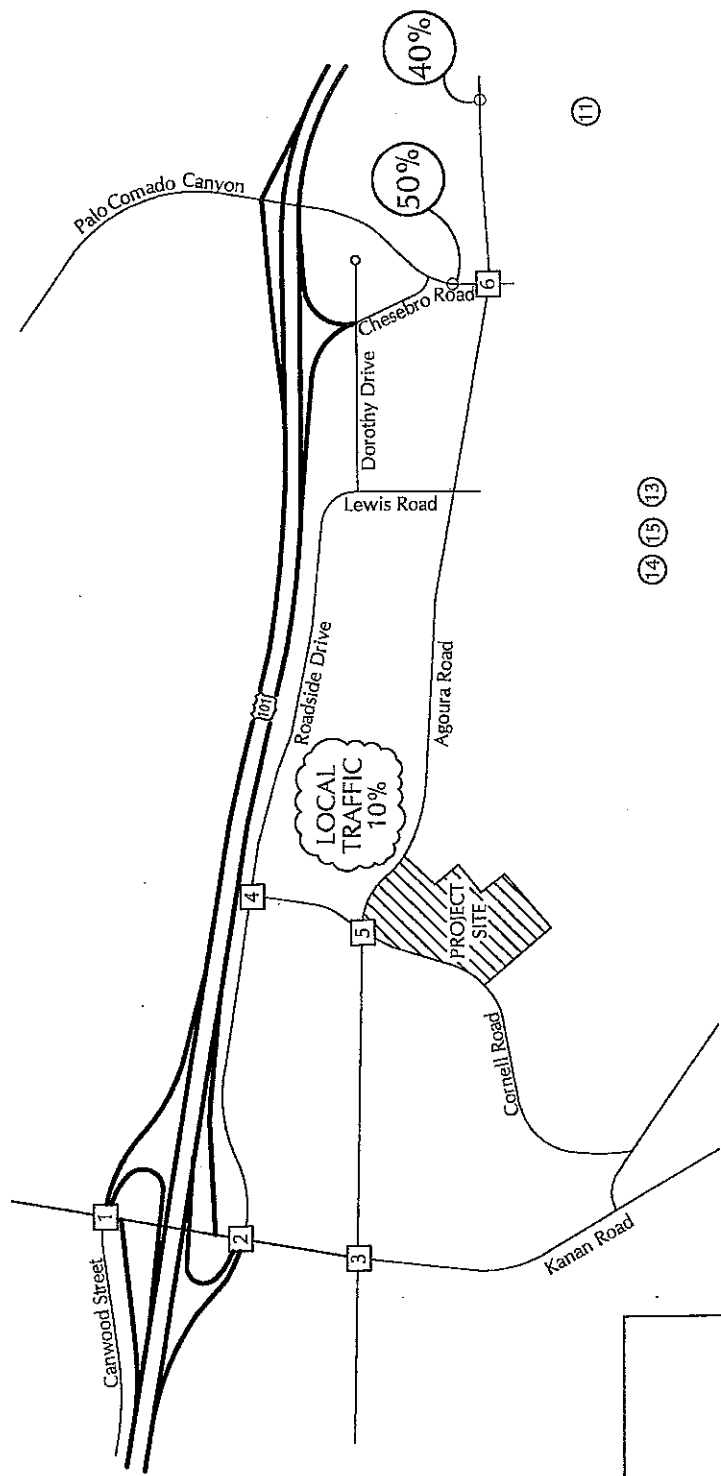 Palo Comado Canyon
40%
50%
11
6
Chesebro Road
Dorothy Drive
Lewis Road
13
15
14
101
Roadside Drive
Agoura Road
LOCAL
TRAFFIC
10%
4
5
PROJECT
SITE
Cornell Road
Canwood Street
1
2
3
Kanan Road